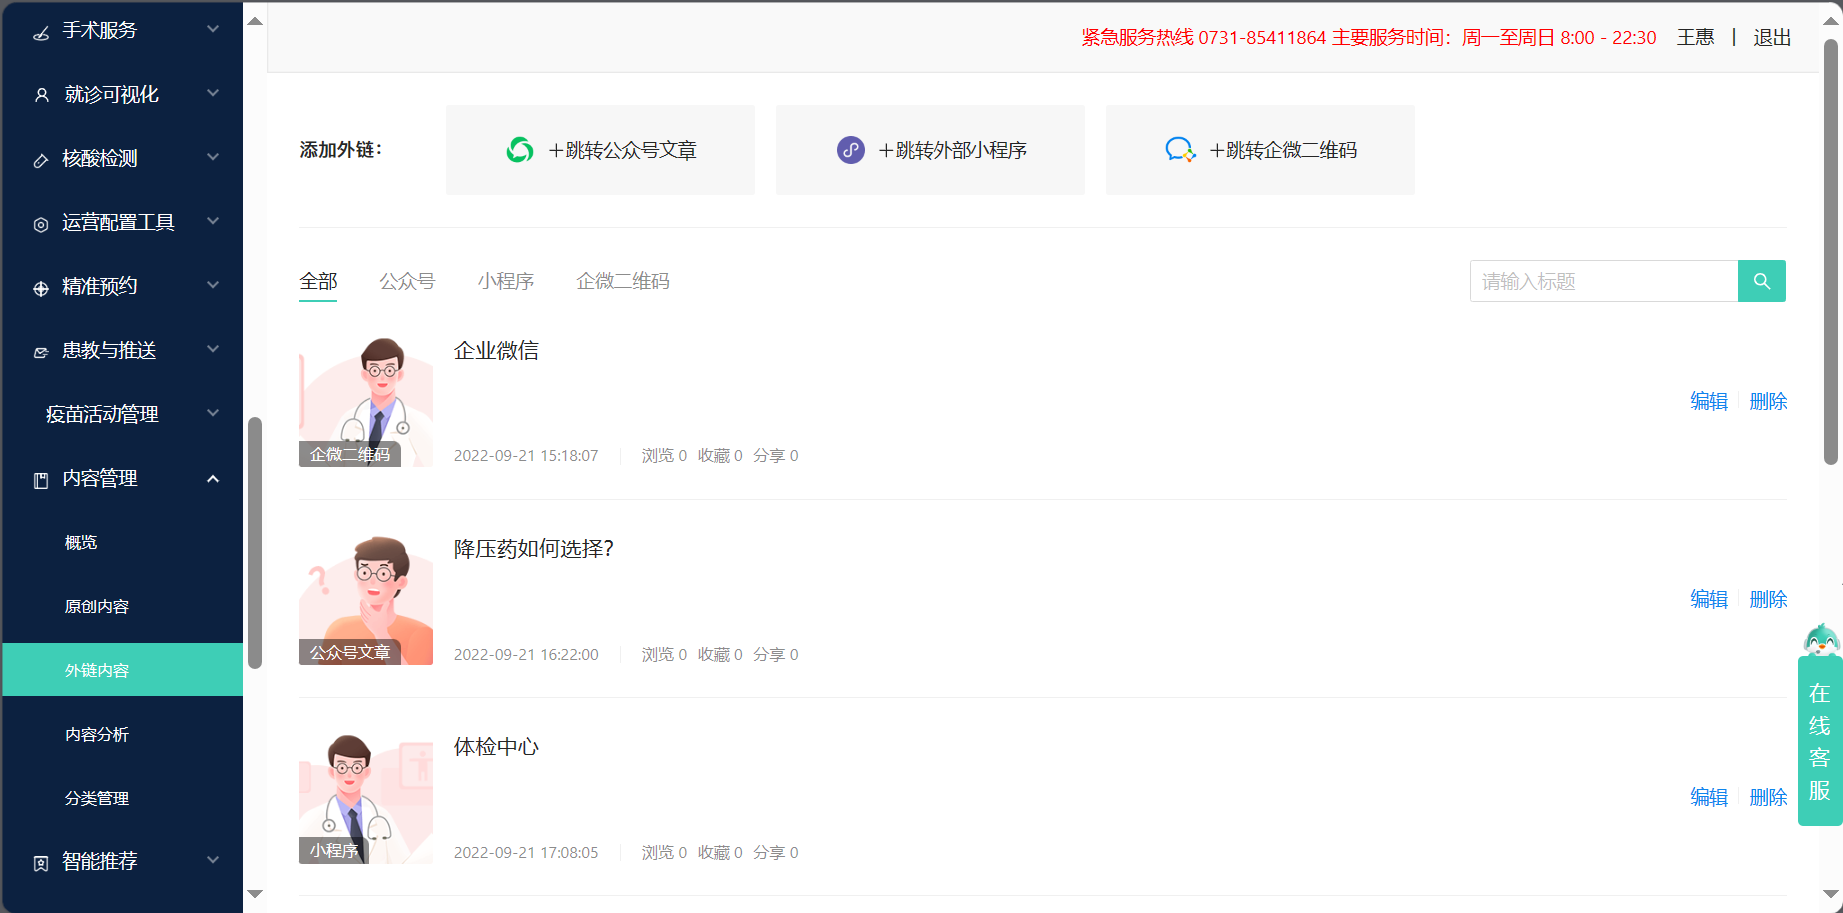 手术服务
就诊可视化
核酸检测
运营配置工具
精准预约
患教与推送
疫苗活动管理
内容管理
概览
原创内容
外链内容
内容分析
分类管理
智能推荐
紧急服务热线 0731-85411864 主要服务时间：周一至周日 8:00 - 22:30 王惠 | 退出
添加外链：
+跳转公众号文章
+跳转外部小程序
+跳转企微二维码
全部 公众号 小程序 企微二维码
请输入标题
企业微信
编辑 删除
企微二维码
2022-09-21 15:18:07 浏览 0 收藏 0 分享 0
降压药如何选择？
编辑 删除
公众号文章
2022-09-21 16:22:00 浏览 0 收藏 0 分享 0
体检中心
编辑 删除
小程序
2022-09-21 17:08:05 浏览 0 收藏 0 分享 0
在线客服